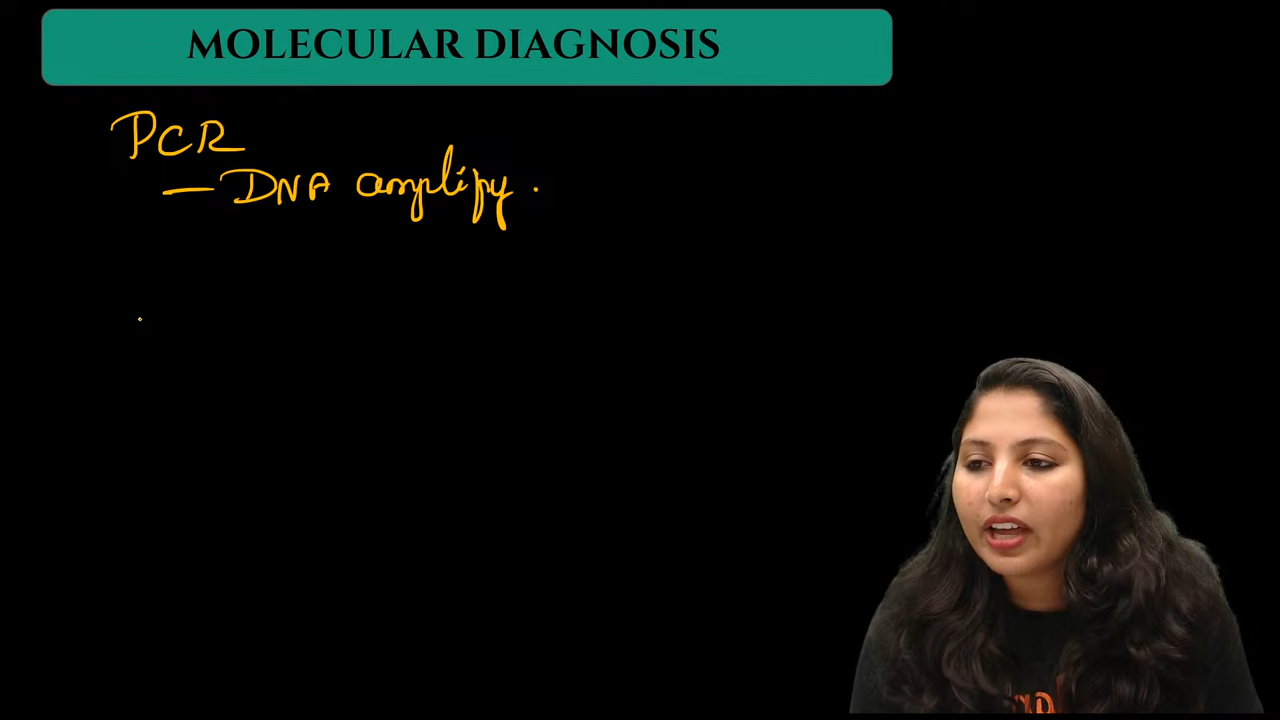 MOLECULAR DIAGNOSIS
PCR
— DNA amplify.